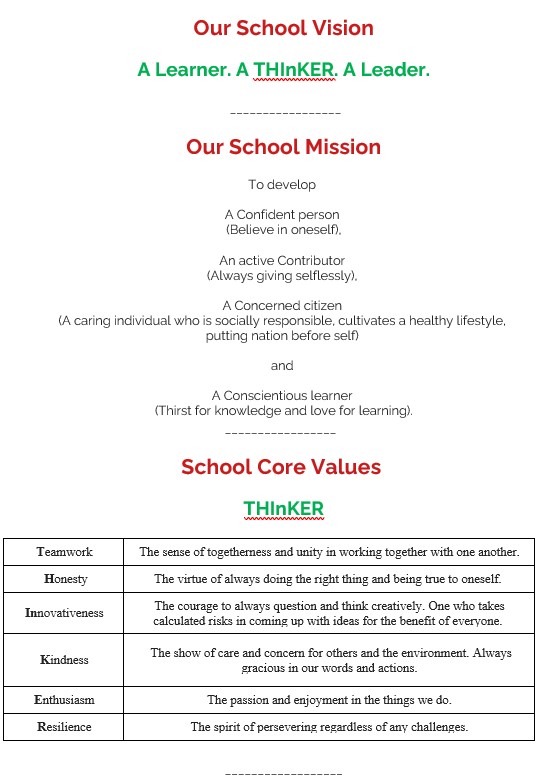 Our School Vision
A Learner. A THInKER. A Leader.
_________________
Our School Mission
To develop
A Confident person
(Believe in oneself),
An active Contributor
(Always giving selflessly),
A Concerned citizen
(A caring individual who is socially responsible, cultivates a healthy lifestyle,
putting nation before self)
and
A Conscientious learner
(Thirst for knowledge and love for learning).
_________________
School Core Values
THInKER
Teamwork The sense of togetherness and unity in working together with one another.
Honesty The virtue of always doing the right thing and being true to oneself.
Innovativeness The courage to always question and think creatively. One who takes
calculated risks in coming up with ideas for the benefit of everyone.
Kindness The show of care and concern for others and the environment. Always
gracious in our words and actions.
Enthusiasm The passion and enjoyment in the things we do.
Resilience The spirit of persevering regardless of any challenges.
__________________